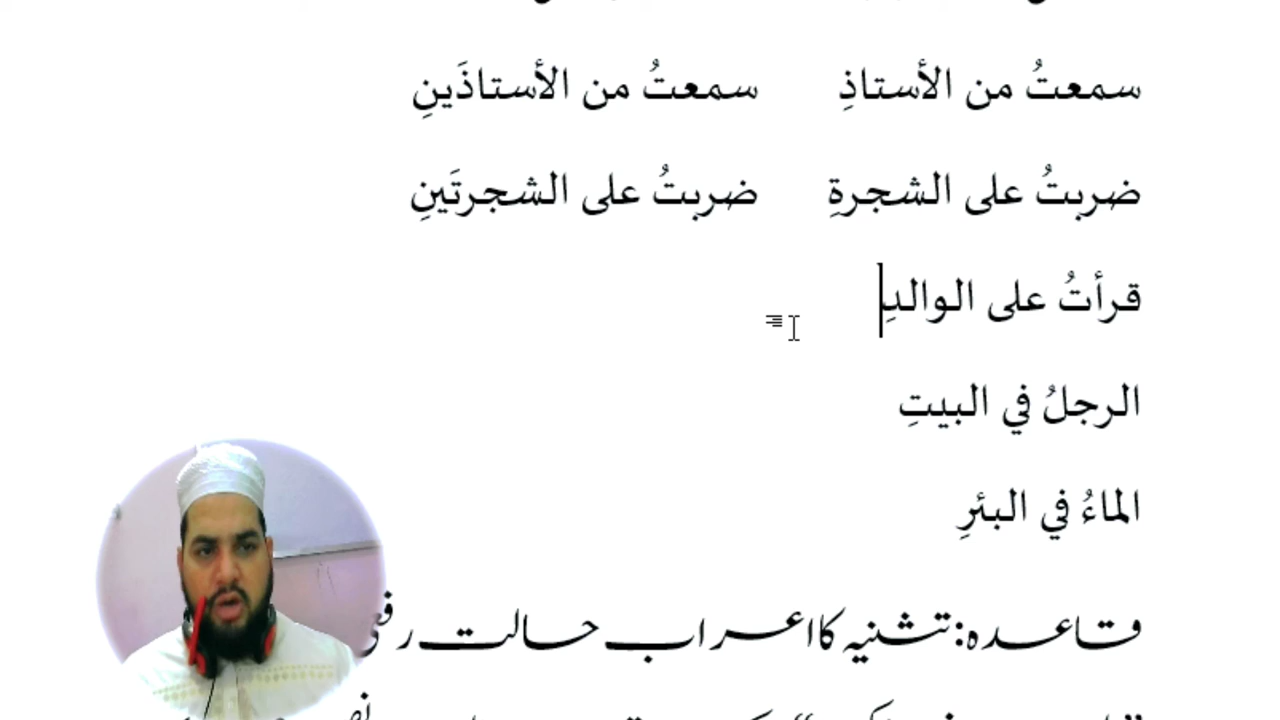 سمعتُ من الأستاذِ سمعتُ من الأستاذَينِ
ضربتُ على الشجرةِ ضربتُ على الشجرتَينِ
قرأتُ على الوالدِ
الرجلُ في البيتِ
الماءُ في البئرِ
قاعدہ: تثنیہ کا اعراب حالت